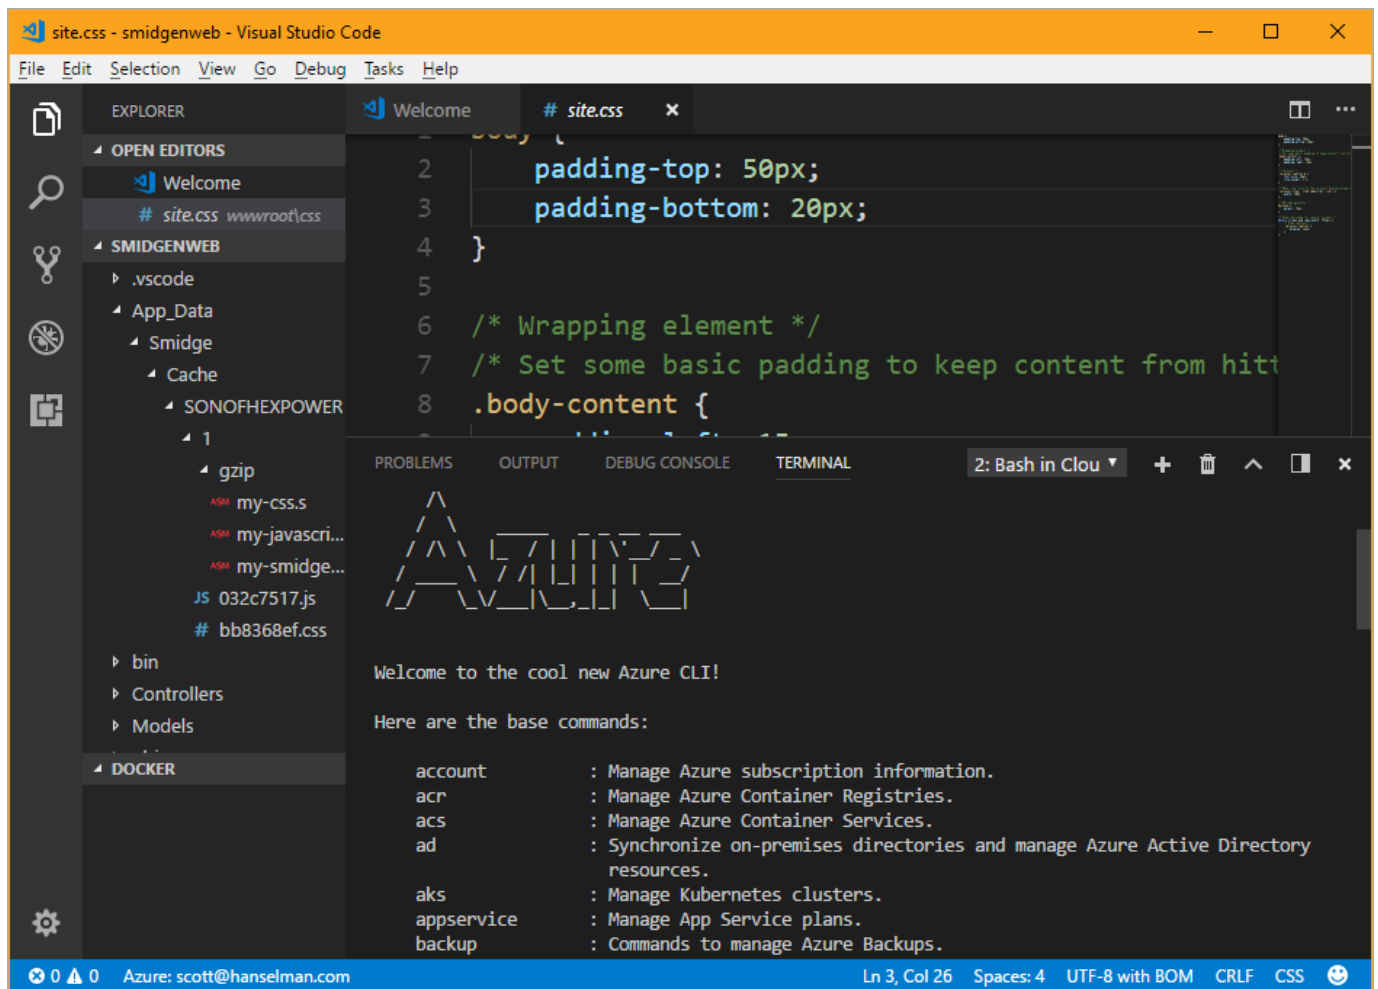 site.css - smidgenweb - Visual Studio Code
File Edit Selection View Go Debug Tasks Help
EXPLORER
OPEN EDITORS
Welcome
# site.css wwwroot\css
SMIDGENWEB
.vscode
App_Data
Smidge
Cache
SONOFHEXPOWER
1
gzip
ASM my-css.s
ASM my-javascri...
ASM my-smidge...
JS 032c7517.js
# bb8368ef.css
bin
Controllers
Models
DOCKER
Welcome # site.css
1 body {
2 padding-top: 50px;
3 padding-bottom: 20px;
4 }
5
6 /* Wrapping element */
7 /* Set some basic padding to keep content from hitt
8 .body-content {
PROBLEMS OUTPUT DEBUG CONSOLE TERMINAL 2: Bash in Clou
Azure
Welcome to the cool new Azure CLI!
Here are the base commands:
account : Manage Azure subscription information.
acr : Manage Azure Container Registries.
acs : Manage Azure Container Services.
ad : Synchronize on-premises directories and manage Azure Active Directory
resources.
aks : Manage Kubernetes clusters.
appservice : Manage App Service plans.
backup : Commands to manage Azure Backups.
0 0 Azure: scott@hanselman.com Ln 3, Col 26 Spaces: 4 UTF-8 with BOM CRLF CSS